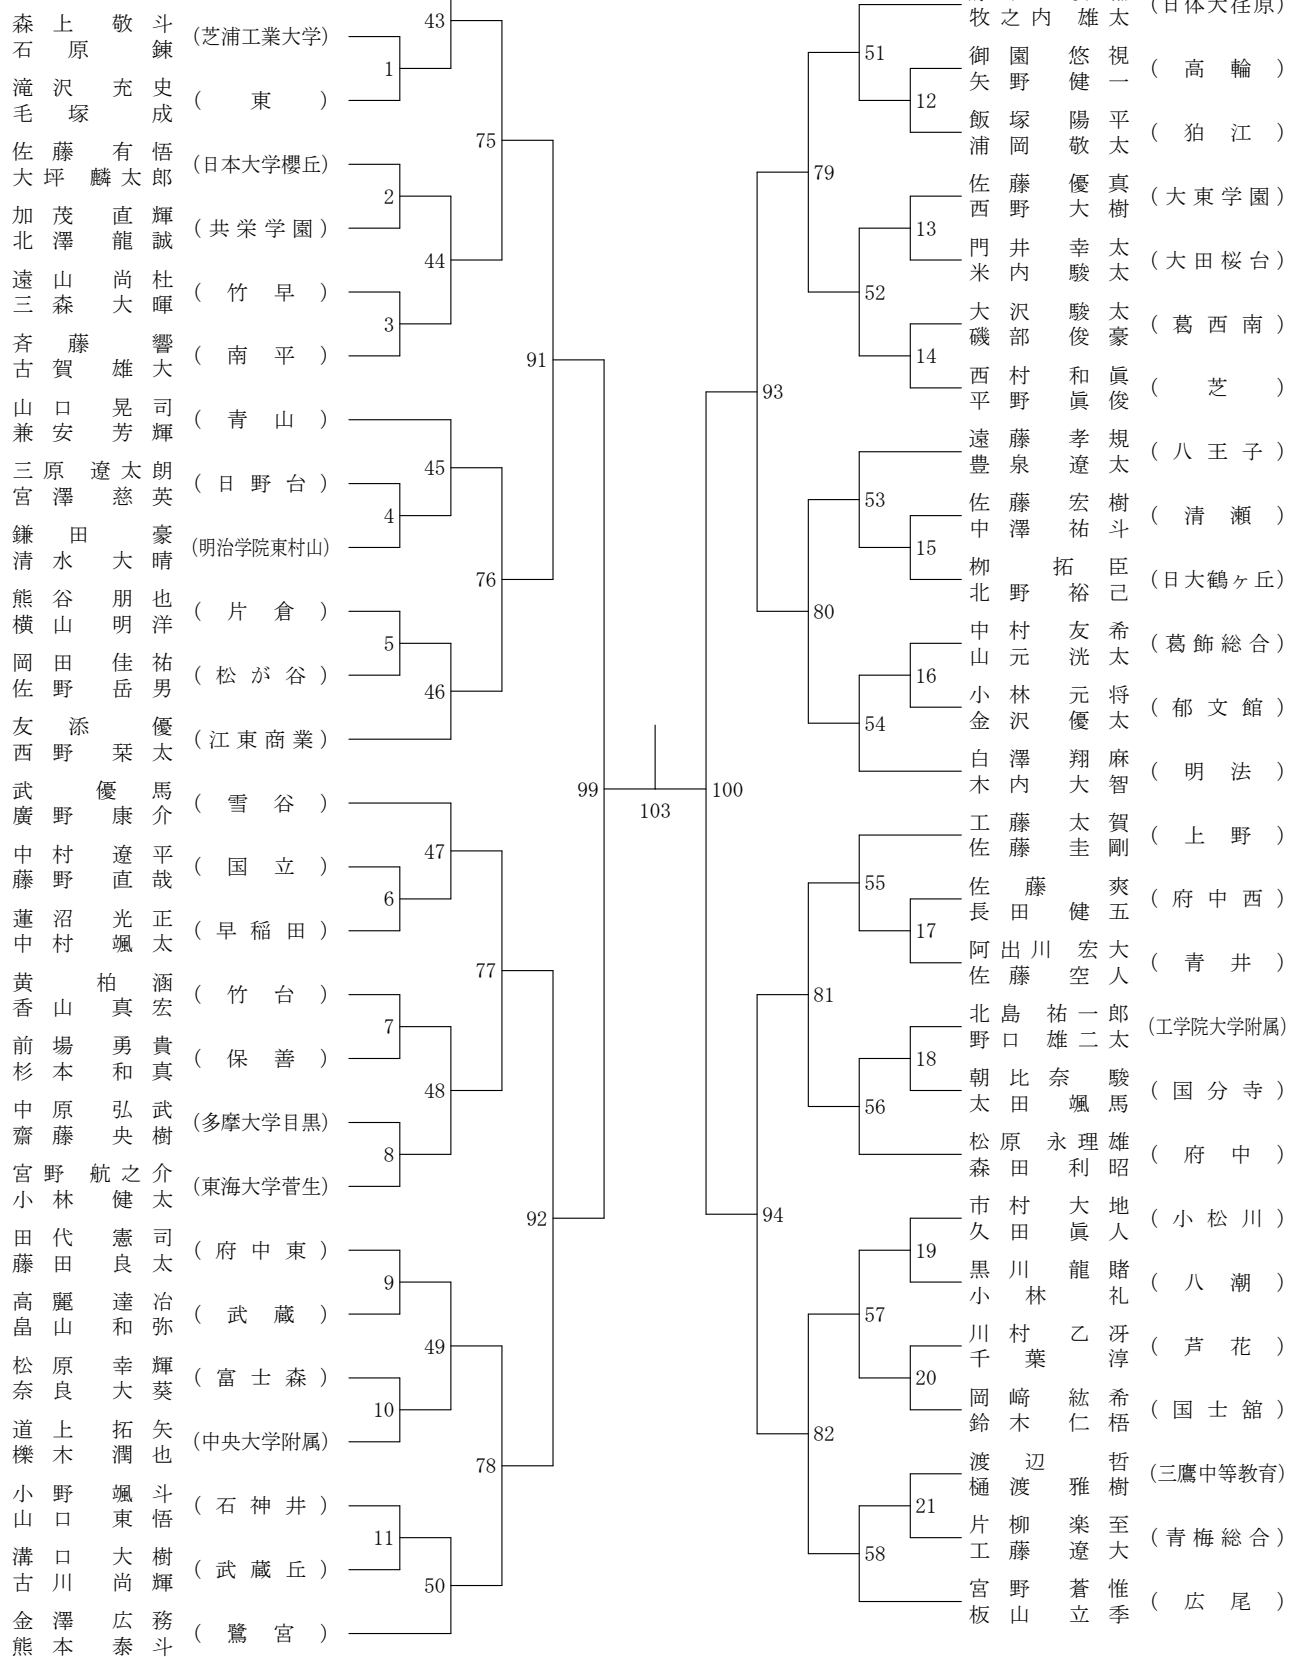 森上 敬斗
石原 錬
(芝浦工業大学)
滝沢 充史
毛塚 成
(東)
佐藤 有悟
大坪 麟太郎
(日本大学櫻丘)
加茂 直輝
北澤 龍誠
(共栄学園)
遠山 尚杜
三森 大暉
(竹早)
斉藤 響
古賀 雄大
(南平)
山口 晃司
兼安 芳輝
(青山)
三原 遼太朗
宮澤 慈英
(日野台)
鎌田 豪
清水 大晴
(明治学院東村山)
熊谷 朋也
横山 明洋
(片倉)
岡田 佳祐
佐野 岳男
(松が谷)
友添 優
西野 栞太
(江東商業)
武 優馬
廣野 康介
(雪谷)
中村 遼平
藤野 直哉
(国立)
蓮沼 光正
中村 颯太
(早稲田)
黄 柏涵
香山 真宏
(竹台)
前場 勇貴
杉本 和真
(保善)
中原 弘武
齋藤 央樹
(多摩大学目黒)
宮野 航之介
小林 健太
(東海大学菅生)
田代 憲司
藤田 良太
(府中東)
高麗 達冶
畠山 和弥
(武蔵)
松原 幸輝
奈良 大葵
(富士森)
道上 拓矢
櫟木 潤也
(中央大学附属)
小野 颯斗
山口 東悟
(石神井)
溝口 大樹
古川 尚輝
(武蔵丘)
金澤 広務
熊本 泰斗
(鷺宮)
43
1
75
2
44
3
91
45
4
76
5
46
99
47
6
77
7
48
8
92
9
49
10
78
11
50
103
100
51
12
79
13
52
14
93
53
15
80
16
54
55
17
81
18
56
94
19
57
20
82
21
58
牧之内 雄太
(日体大荏原)
御園 悠視
矢野 健一
(高輪)
飯塚 陽平
浦岡 敬太
(狛江)
佐藤 優真
西野 大樹
(大東学園)
門井 幸太
米内 駿太
(大田桜台)
大沢 駿太
磯部 俊豪
(葛西南)
西村 和眞
平野 眞俊
(芝)
遠藤 孝規
豊泉 遼太
(八王子)
佐藤 宏樹
中澤 祐斗
(清瀬)
栁 拓臣
北野 裕己
(日大鶴ヶ丘)
中村 友希
山元 洸太
(葛飾総合)
小林 元将
金沢 優太
(郁文館)
白澤 翔麻
木内 大智
(明法)
工藤 太賀
佐藤 圭剛
(上野)
佐藤 爽
長田 健五
(府中西)
阿出川 宏大
佐藤 空人
(青井)
北島 祐一郎
野口 雄二太
(工学院大学附属)
朝比奈 駿
太田 颯馬
(国分寺)
松原 永理雄
森田 利昭
(府中)
市村 大地
久田 眞人
(小松川)
黒川 龍賭
小林 礼
(八潮)
川村 乙冴
千葉 淳
(芦花)
岡﨑 紘希
鈴木 仁梧
(国士舘)
渡辺 哲
樋渡 雅樹
(三鷹中等教育)
片柳 楽至
工藤 遼大
(青梅総合)
宮野 蒼惟
板山 立季
(広尾)